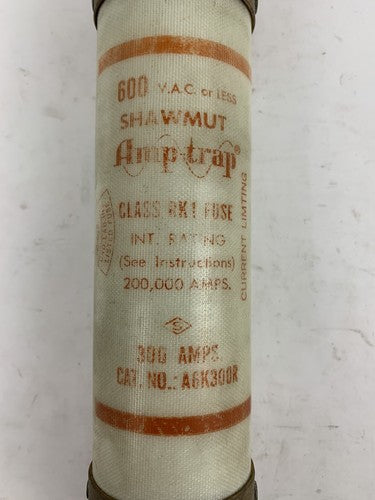 600 V.A.C. or LESS
SHAWMUT
Amp-trap®
CLASS RK1 FUSE
INT. RATING
(See Instructions)
200,000 AMPS.
S
300 AMPS.
CAT. NO.: A6K300R
CURRENT LIMITING